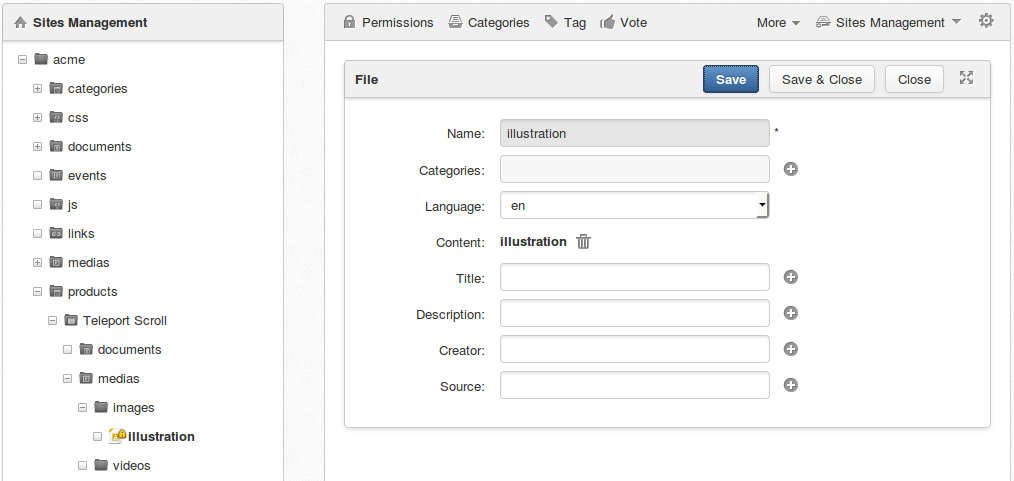 Sites Management
acme
categories
css
documents
events
js
links
medias
products
Teleport Scroll
documents
medias
images
illustration
videos
Permissions Categories Tag Vote More Sites Management
File Save Save & Close Close
Name: illustration *
Categories:
Language: en
Content: illustration
Title:
Description:
Creator:
Source: